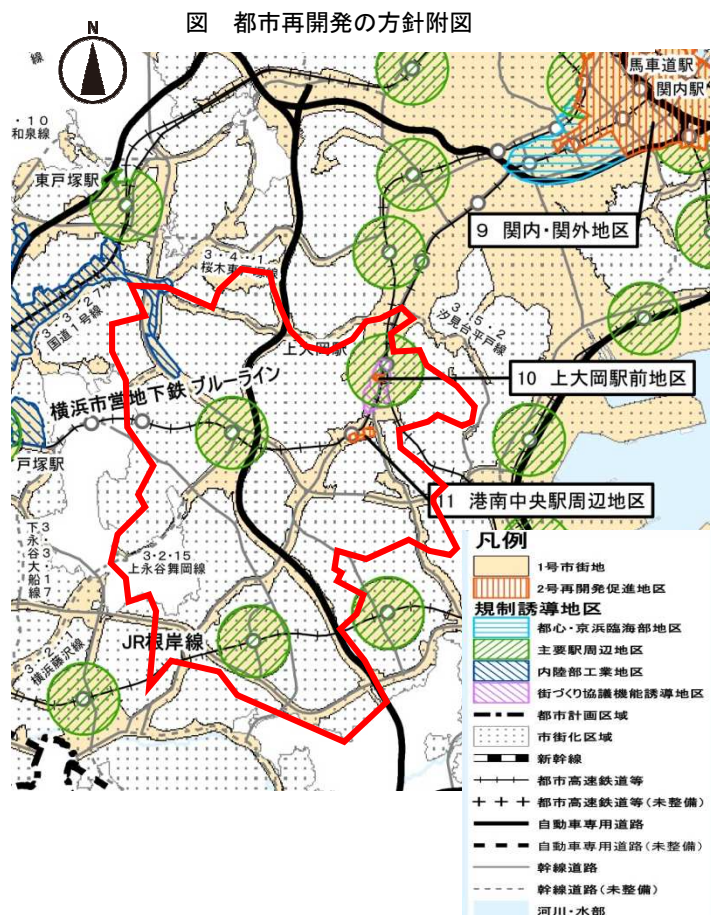 図 都市再開発の方針附図
N
線
・10
和泉線
馬車道駅
関内駅
東戸塚駅
9 関内・関外地区
3・4・・1
桜木東戸塚線
3・3・27
国道1号線
3・5・2
汐見台平戸線
上大岡駅
10 上大岡駅前地区
横浜市営地下鉄 ブルーライン
戸塚駅
11 港南中央駅周辺地区
3・3・17
下永谷大船線
3・2・15
上永谷舞岡線
JR根岸線
3・2・1
横浜藤沢線
凡例
1号市街地
2号再開発促進地区
規制誘導地区
都心・京浜臨海部地区
主要駅周辺地区
内陸部工業地区
街づくり協議機能誘導地区
都市計画区域
市街化区域
新幹線
都市高速鉄道等
都市高速鉄道等(未整備)
自動車専用道路
自動車専用道路(未整備)
幹線道路
幹線道路(未整備)
河川・水部